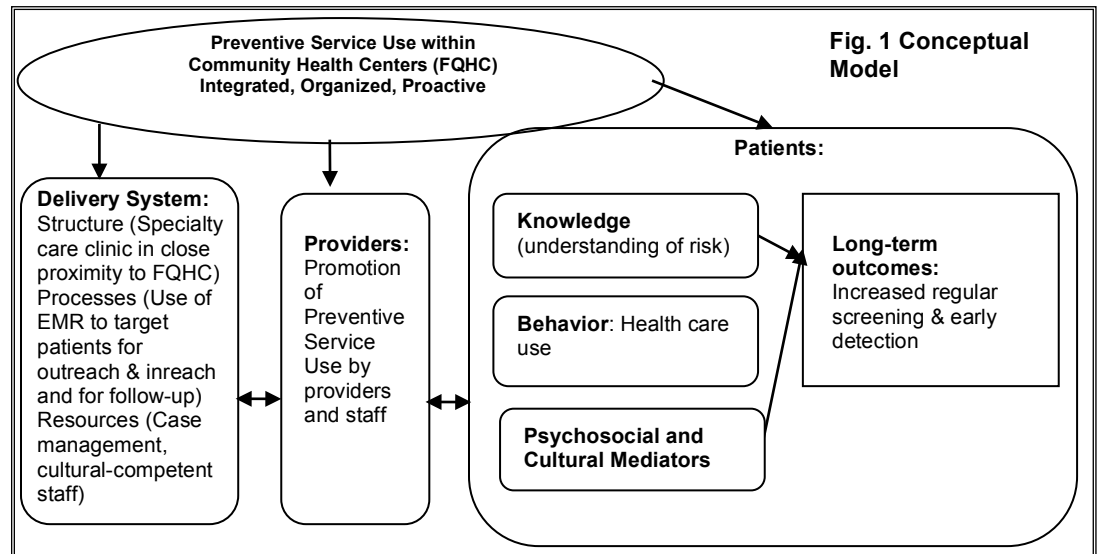 Preventive Service Use within
Community Health Centers (FQHC)
Integrated, Organized, Proactive
Fig. 1 Conceptual
Model
Delivery System:
Structure (Specialty
care clinic in close
proximity to FQHC)
Processes (Use of
EMR to target
patients for
outreach & inreach
and for follow-up)
Resources (Case
management,
cultural-competent
staff)
Providers:
Promotion
of
Preventive
Service
Use by
providers
and staff
Patients:
Knowledge
(understanding of risk)
Behavior: Health care
use
Psychosocial and
Cultural Mediators
Long-term
outcomes:
Increased regular
screening & early
detection